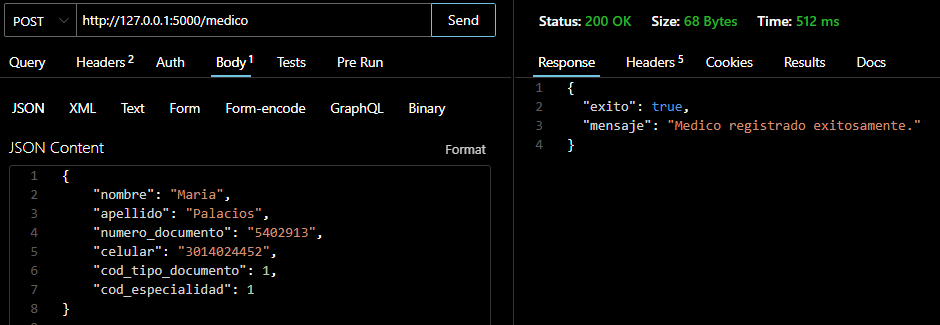 POST http://127.0.0.1:5000/medico Send
Query Headers 2 Auth Body 1 Tests Pre Run
JSON XML Text Form Form-encode GraphQL Binary
JSON Content Format
1 {
2 "nombre": "Maria",
3 "apellido": "Palacios",
4 "numero_documento": "5402913",
5 "celular": "3014024452",
6 "cod_tipo_documento": 1,
7 "cod_especialidad": 1
8 }
Status: 200 OK Size: 68 Bytes Time: 512 ms
Response Headers 5 Cookies Results Docs
1 {
2 "exito": true,
3 "mensaje": "Medico registrado exitosamente."
4 }